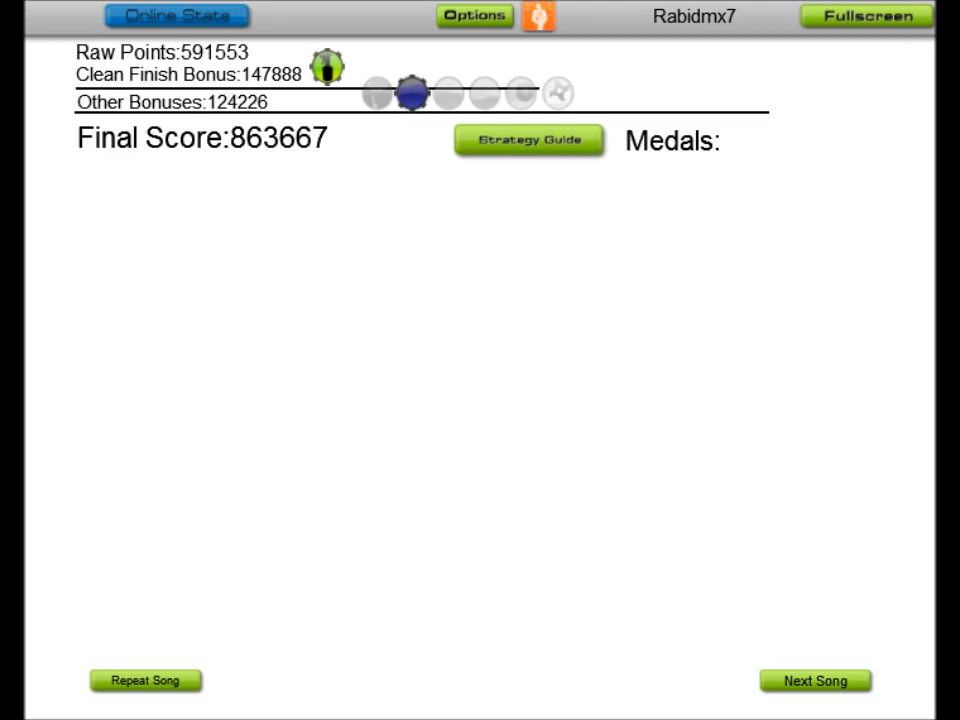 Online Stats
Options
Rabidmx7
Fullscreen
Raw Points:591553
Clean Finish Bonus:147888
Other Bonuses:124226
Final Score:863667
Strategy Guide
Medals:
Repeat Song
Next Song